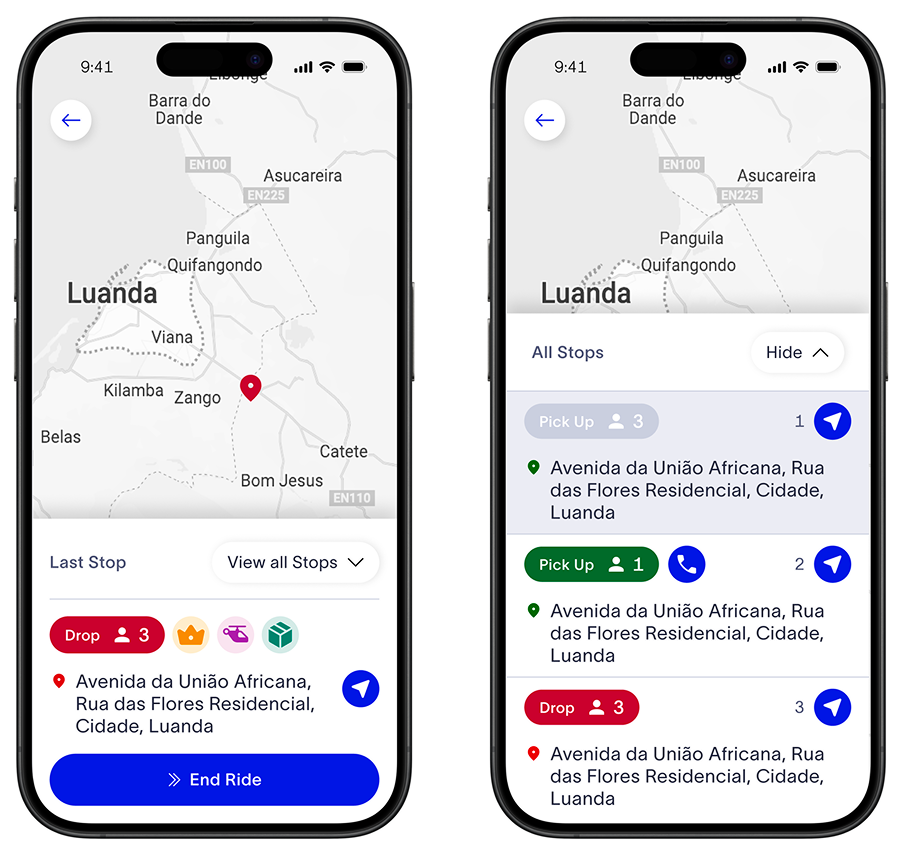 9:41
Libonge
Barra do
Dande
EN100
Asucareira
EN225
Panguila
Quifangondo
Luanda
Viana
Kilamba
Zango
Belas
Catete
Bom Jesus
EN110
Last Stop
View all Stops
Drop 3
Avenida da União Africana,
Rua das Flores Residencial,
Cidade, Luanda
End Ride
9:41
Libonge
Barra do
Dande
EN100
Asucareira
EN225
Panguila
Quifangondo
Luanda
All Stops
Hide
Pick Up 3
1
Avenida da União Africana, Rua
das Flores Residencial, Cidade,
Luanda
Pick Up 1
2
Avenida da União Africana, Rua
das Flores Residencial, Cidade,
Luanda
Drop 3
3
Avenida da União Africana, Rua
das Flores Residencial, Cidade,
Luanda